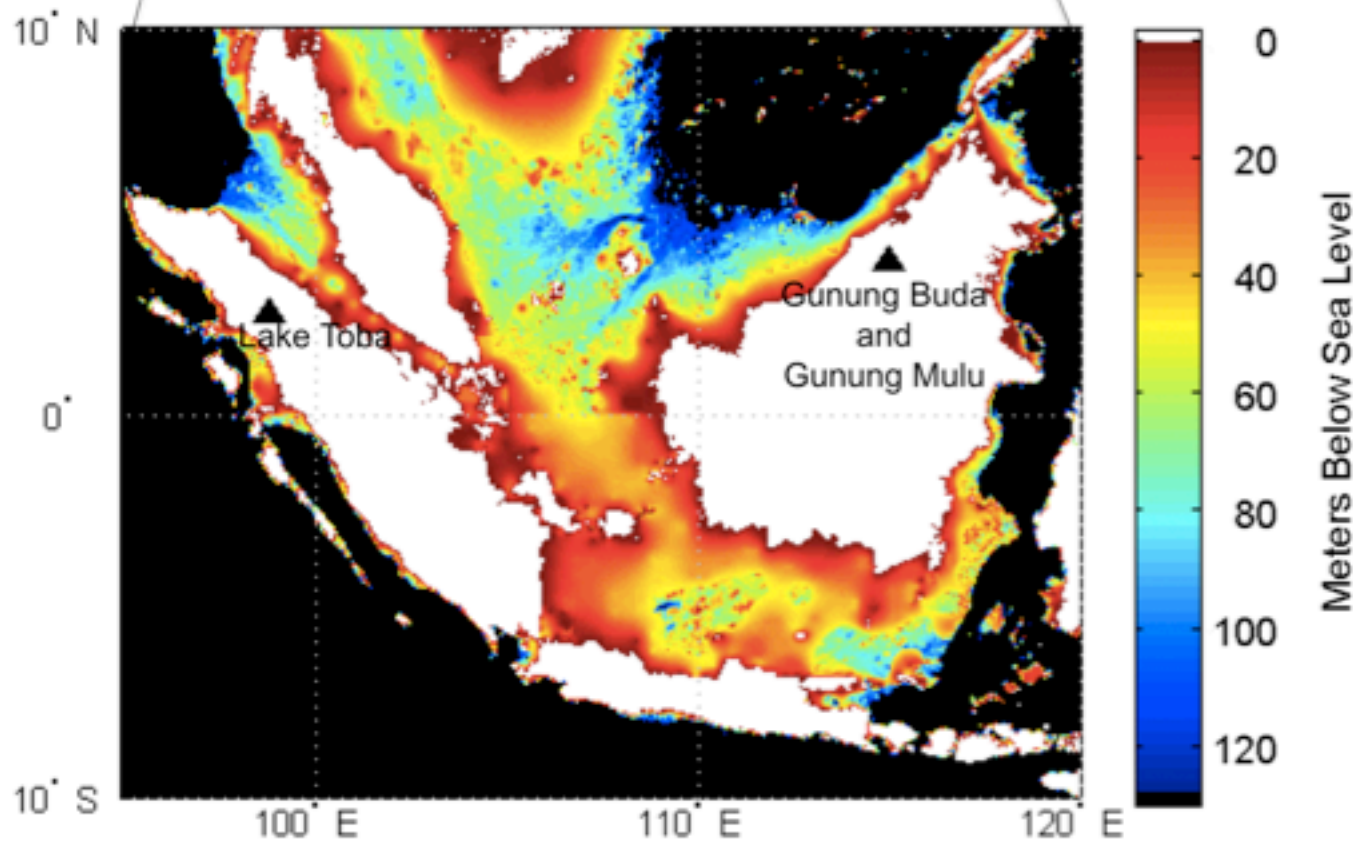 10° N
0°
10° S
100° E
110° E
120° E
Lake Toba
Gunung Buda
and
Gunung Mulu
0
20
40
60
80
100
120
Meters Below Sea Level